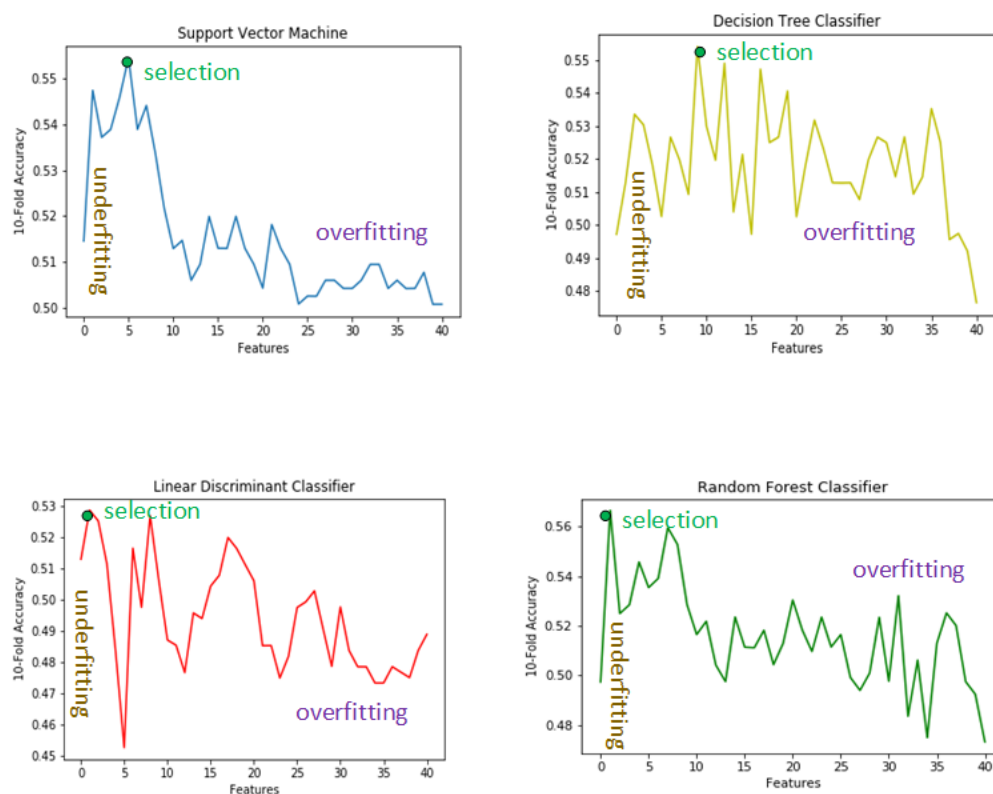 Support Vector Machine
10-Fold Accuracy
0.55
0.54
0.53
0.52
0.51
0.50
selection
underfitting
overfitting
0 5 10 15 20 25 30 35 40
Features
Decision Tree Classifier
10-Fold Accuracy
0.55
0.54
0.53
0.52
0.51
0.50
0.49
0.48
selection
underfitting
overfitting
0 5 10 15 20 25 30 35 40
Features
Linear Discriminant Classifier
10-Fold Accuracy
0.53
0.52
0.51
0.50
0.49
0.48
0.47
0.46
0.45
selection
underfitting
overfitting
0 5 10 15 20 25 30 35 40
Features
Random Forest Classifier
10-Fold Accuracy
0.56
0.54
0.52
0.50
0.48
selection
underfitting
overfitting
0 5 10 15 20 25 30 35 40
Features